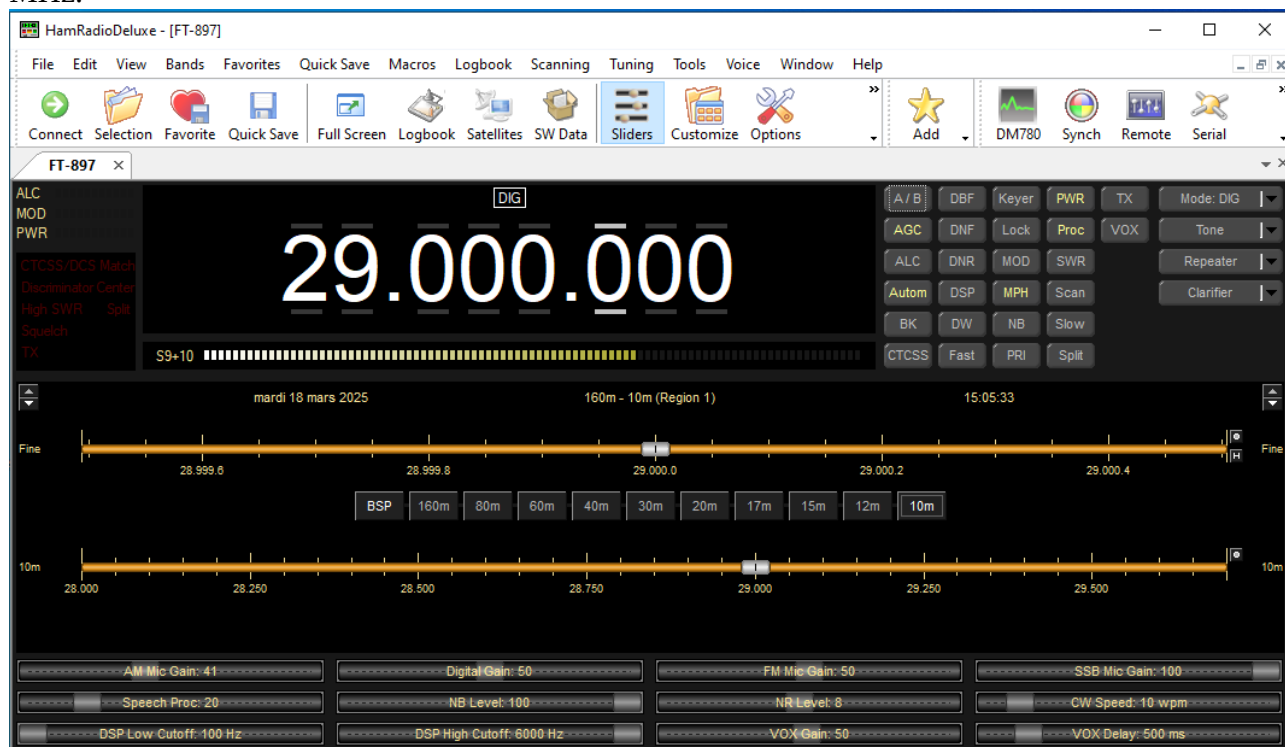 MHz.
HamRadioDeluxe - [FT-897]
File Edit View Bands Favorites Quick Save Macros Logbook Scanning Tuning Tools Voice Window Help
Connect Selection Favorite Quick Save Full Screen Logbook Satellites SW Data Sliders Customize Options Add DM780 Synch Remote Serial
FT-897
ALC
MOD
PWR
CTCSS/DCS Match
Discriminator Center
High SWR Split
Squelch
TX
DIG
29.000.000
S9+10
A / B DBF Keyer PWR TX Mode: DIG
AGC DNF Lock Proc VOX Tone
ALC DNR MOD SWR Repeater
Autom DSP MPH Scan Clarifier
BK DW NB Slow
CTCSS Fast PRI Split
mardi 18 mars 2025 160m - 10m (Region 1) 15:05:33
Fine 28.999.6 28.999.8 29.000.0 29.000.2 29.000.4 H Fine
BSP 160m 80m 60m 40m 30m 20m 17m 15m 12m 10m
10m 28.000 28.250 28.500 28.750 29.000 29.250 29.500 10m
AM Mic Gain: 41 Digital Gain: 50 FM Mic Gain: 50 SSB Mic Gain: 100
Speech Proc: 20 NB Level: 100 NR Level: 8 CW Speed: 10 wpm
DSP Low Cutoff: 100 Hz DSP High Cutoff: 6000 Hz VOX Gain: 50 VOX Delay: 500 ms